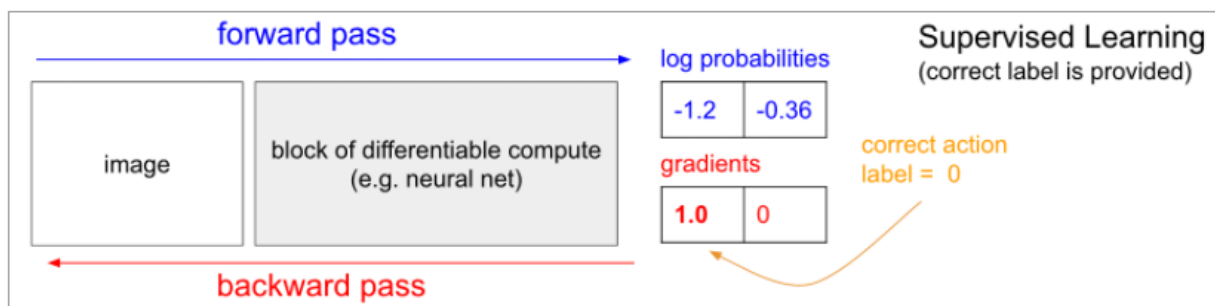 forward pass
Supervised Learning
(correct label is provided)
log probabilities
-1.2 -0.36
image
block of differentiable compute
(e.g. neural net)
correct action
label = 0
gradients
1.0 0
backward pass